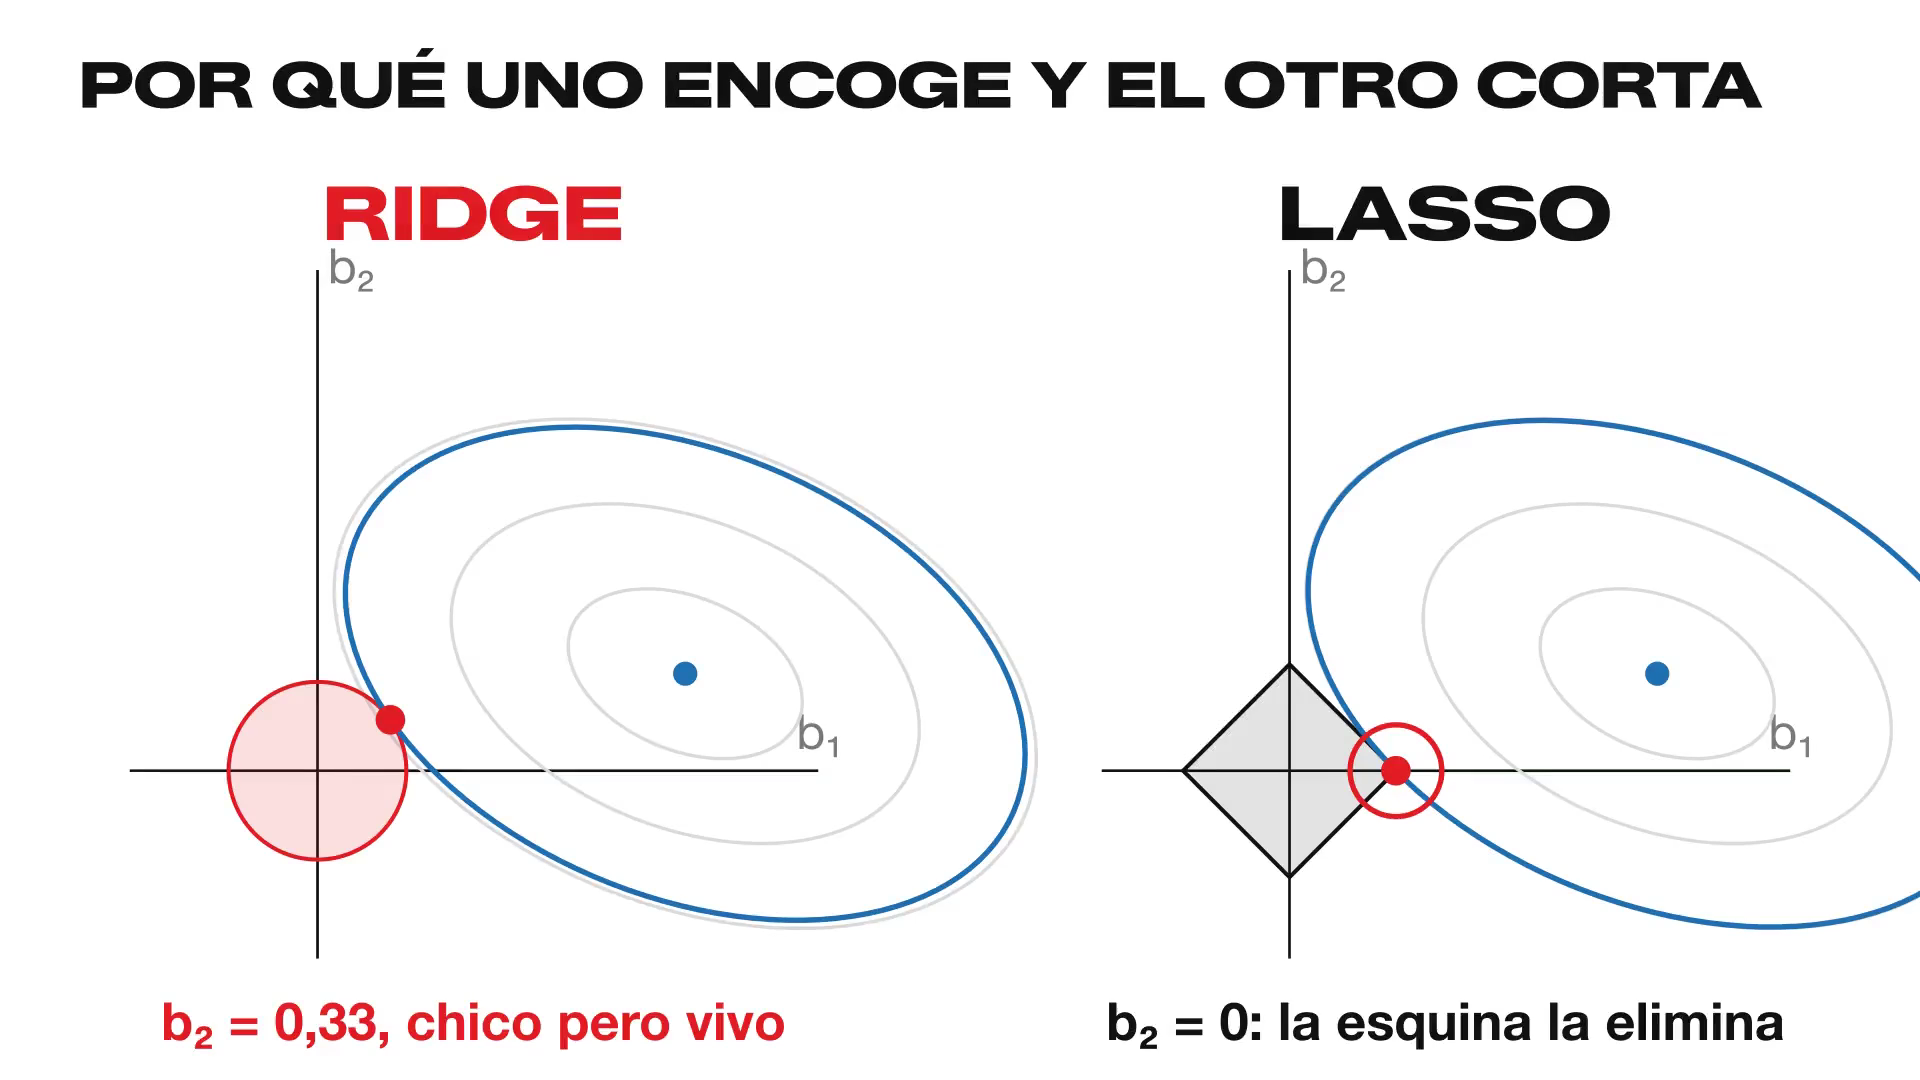 POR QUÉ UNO ENCOGE Y EL OTRO CORTA
RIDGE
b₂
b₁
b₂ = 0,33, chico pero vivo
LASSO
b₂
b₁
b₂ = 0: la esquina la elimina